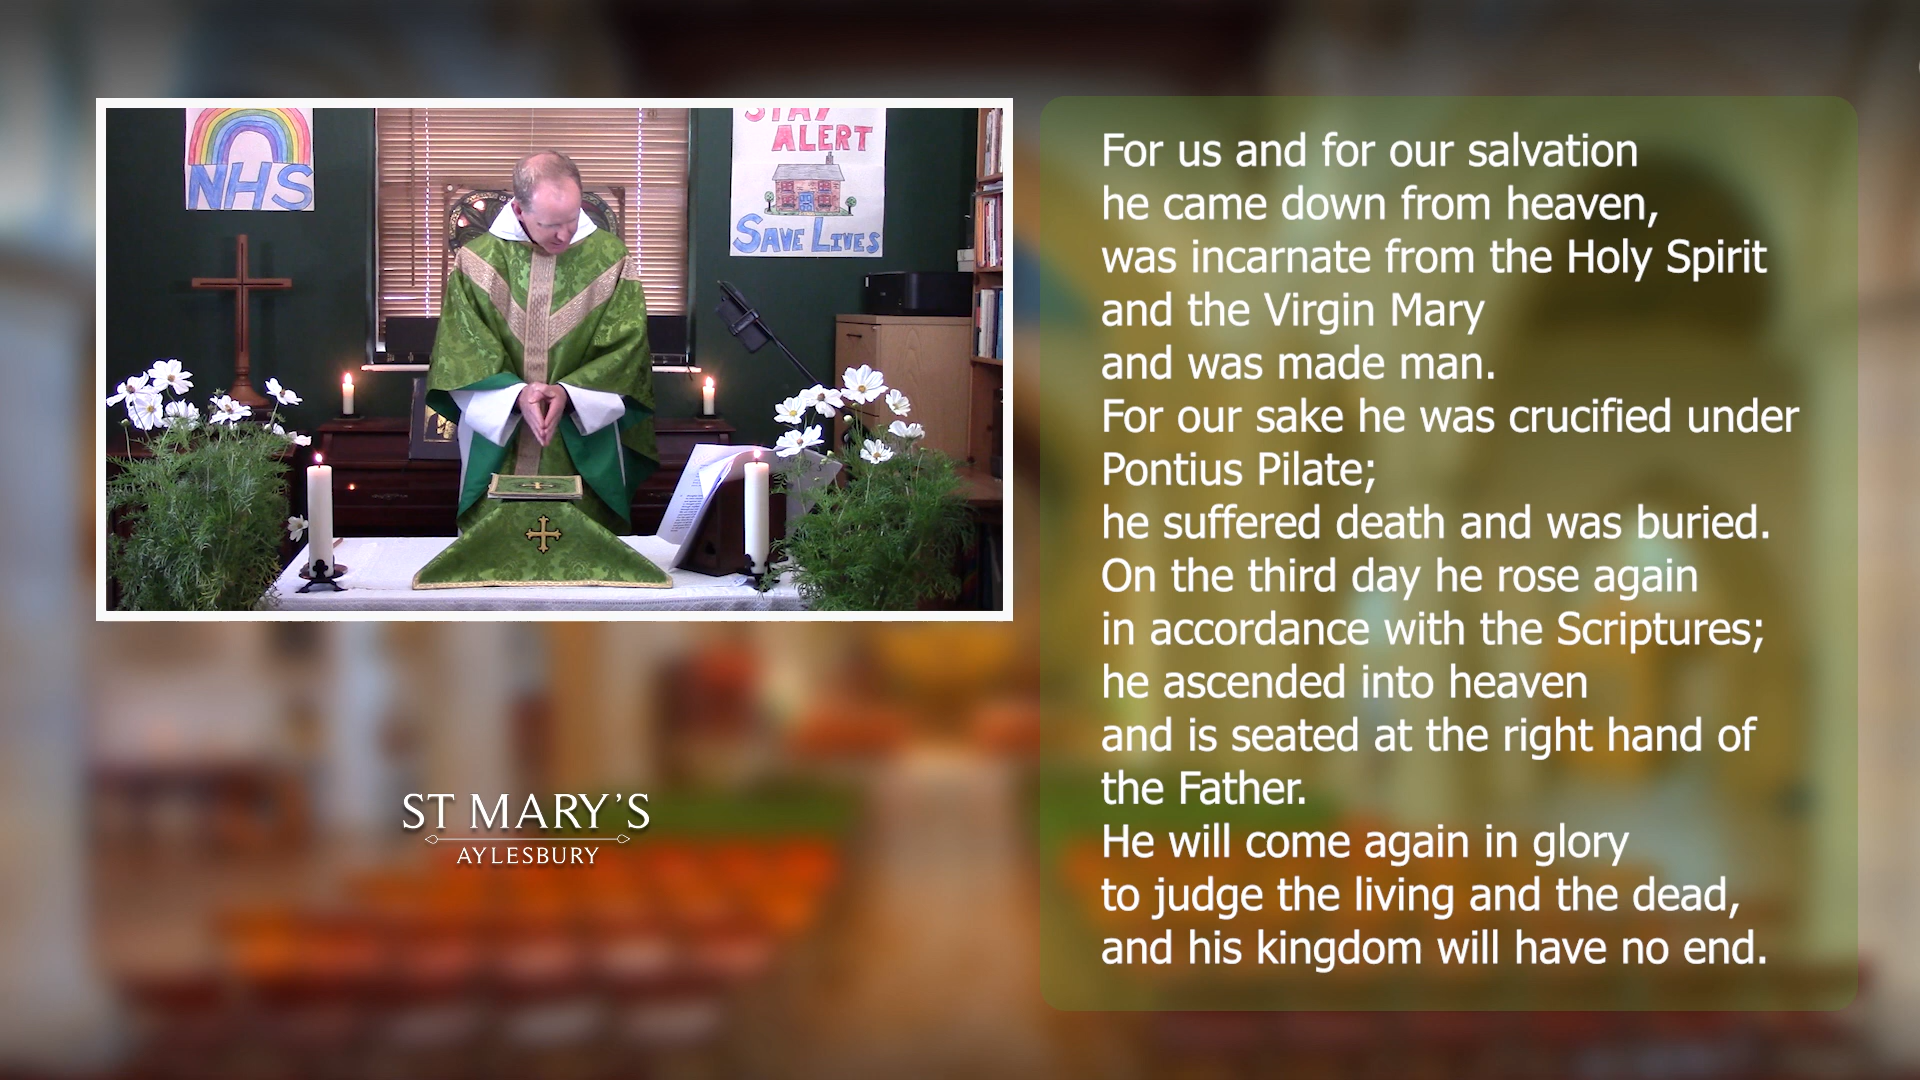 NHS
STAY
ALERT
SAVE LIVES
ST MARY'S
AYLESBURY
For us and for our salvation
he came down from heaven,
was incarnate from the Holy Spirit
and the Virgin Mary
and was made man.
For our sake he was crucified under
Pontius Pilate;
he suffered death and was buried.
On the third day he rose again
in accordance with the Scriptures;
he ascended into heaven
and is seated at the right hand of
the Father.
He will come again in glory
to judge the living and the dead,
and his kingdom will have no end.